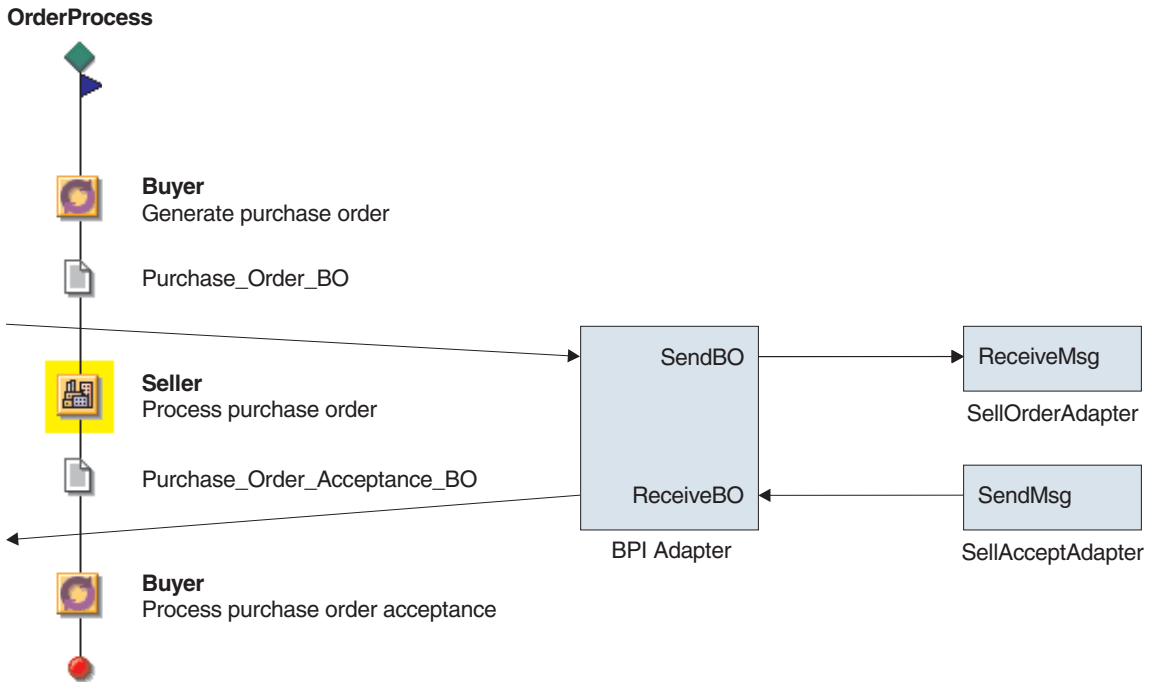 OrderProcess
Buyer
Generate purchase order
Purchase_Order_BO
SendBO
ReceiveMsg
Seller
Process purchase order
SellOrderAdapter
Purchase_Order_Acceptance_BO
ReceiveBO
SendMsg
BPI Adapter
SellAcceptAdapter
Buyer
Process purchase order acceptance